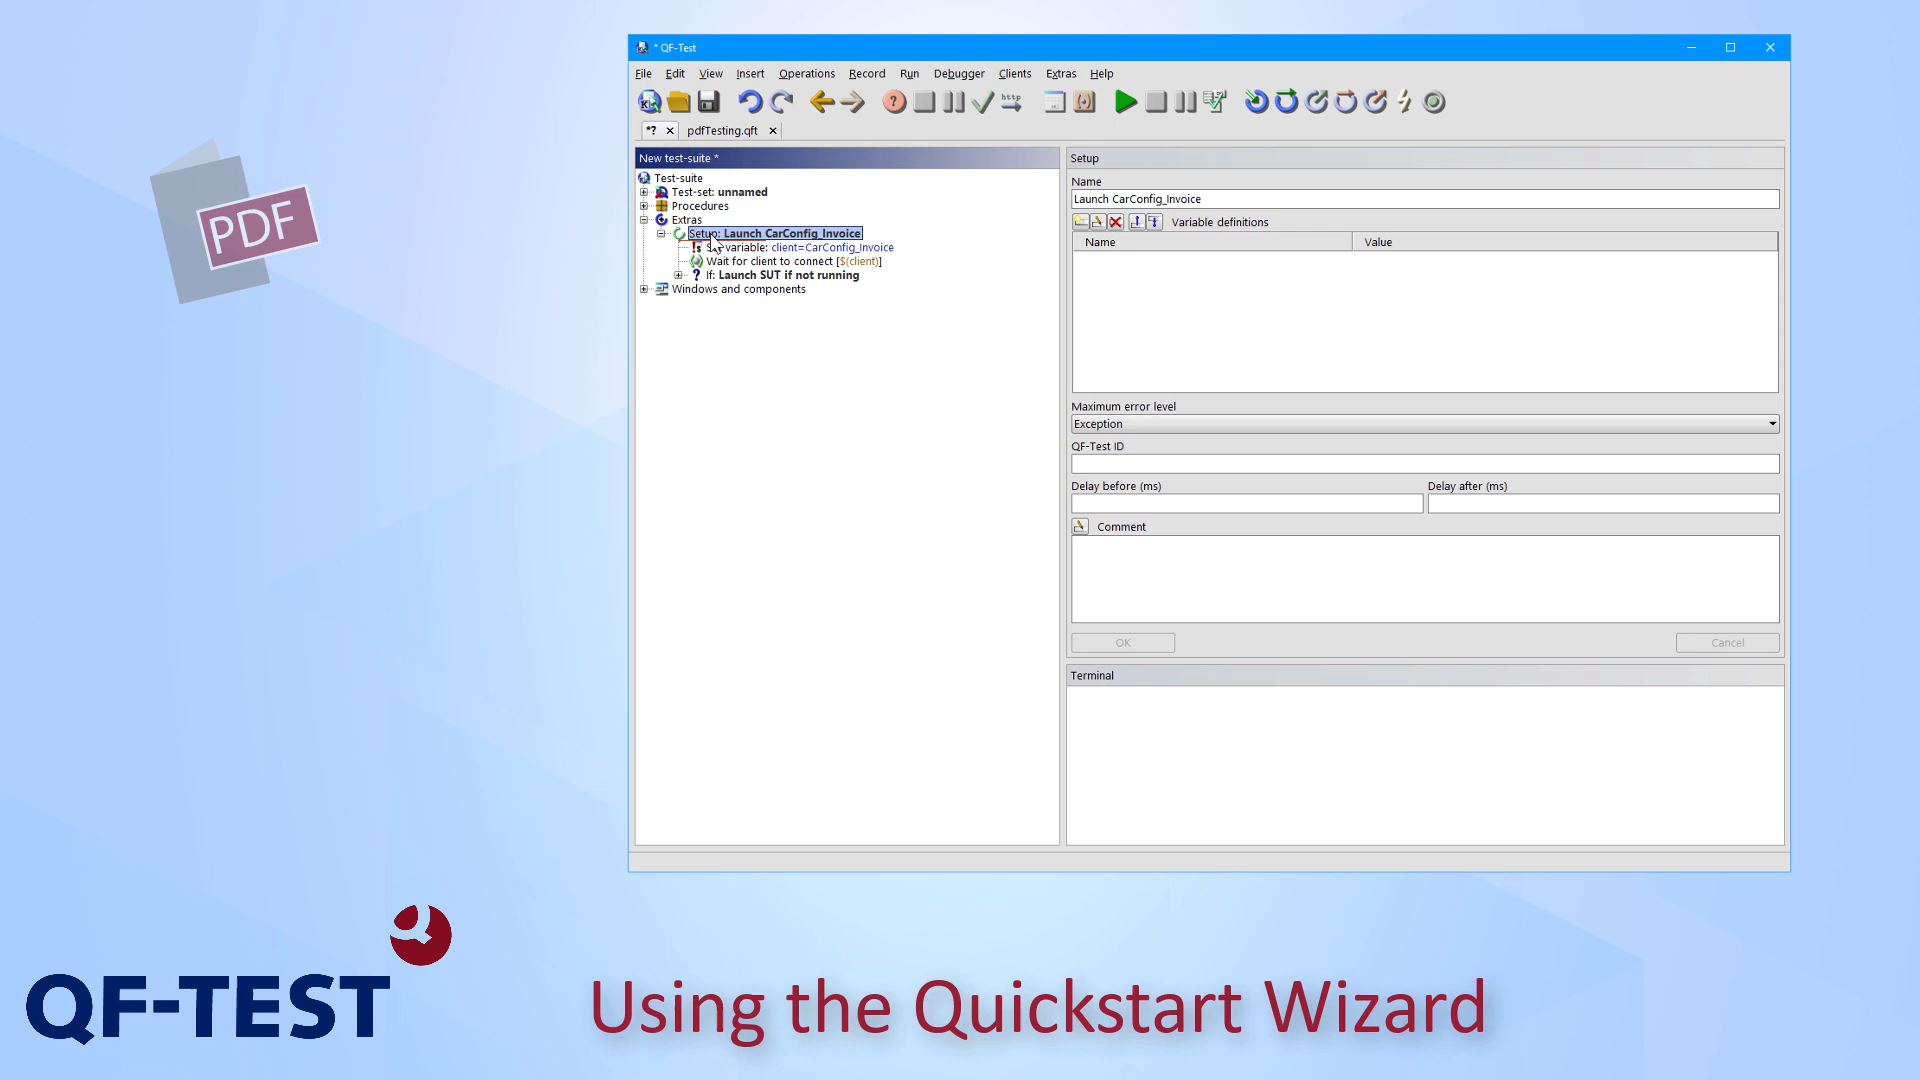 * QF-Test
File Edit View Insert Operations Record Run Debugger Clients Extras Help
http
*? pdfTesting.qft
New test-suite *
Test-suite
Test-set: unnamed
Procedures
Extras
Setup: Launch CarConfig_Invoice
variable: client=CarConfig_Invoice
Wait for client to connect [$(client)]
If: Launch SUT if not running
Windows and components
Setup
Name
Launch CarConfig_Invoice
Variable definitions
Name Value
Maximum error level
Exception
QF-Test ID
Delay before (ms) Delay after (ms)
Comment
OK Cancel
Terminal
PDF
QF-TEST
Using the Quickstart Wizard